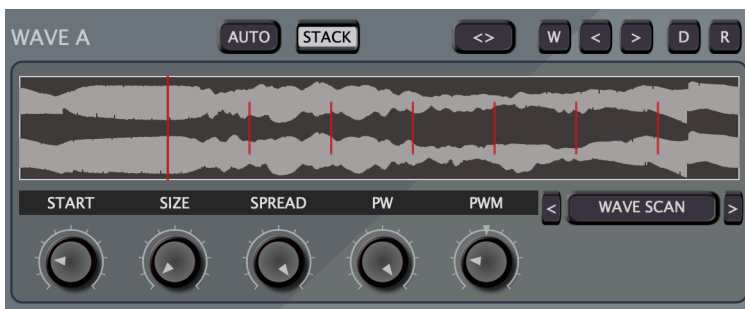 WAVE A AUTO STACK <> W < > D R
START SIZE SPREAD PW PWM < WAVE SCAN >